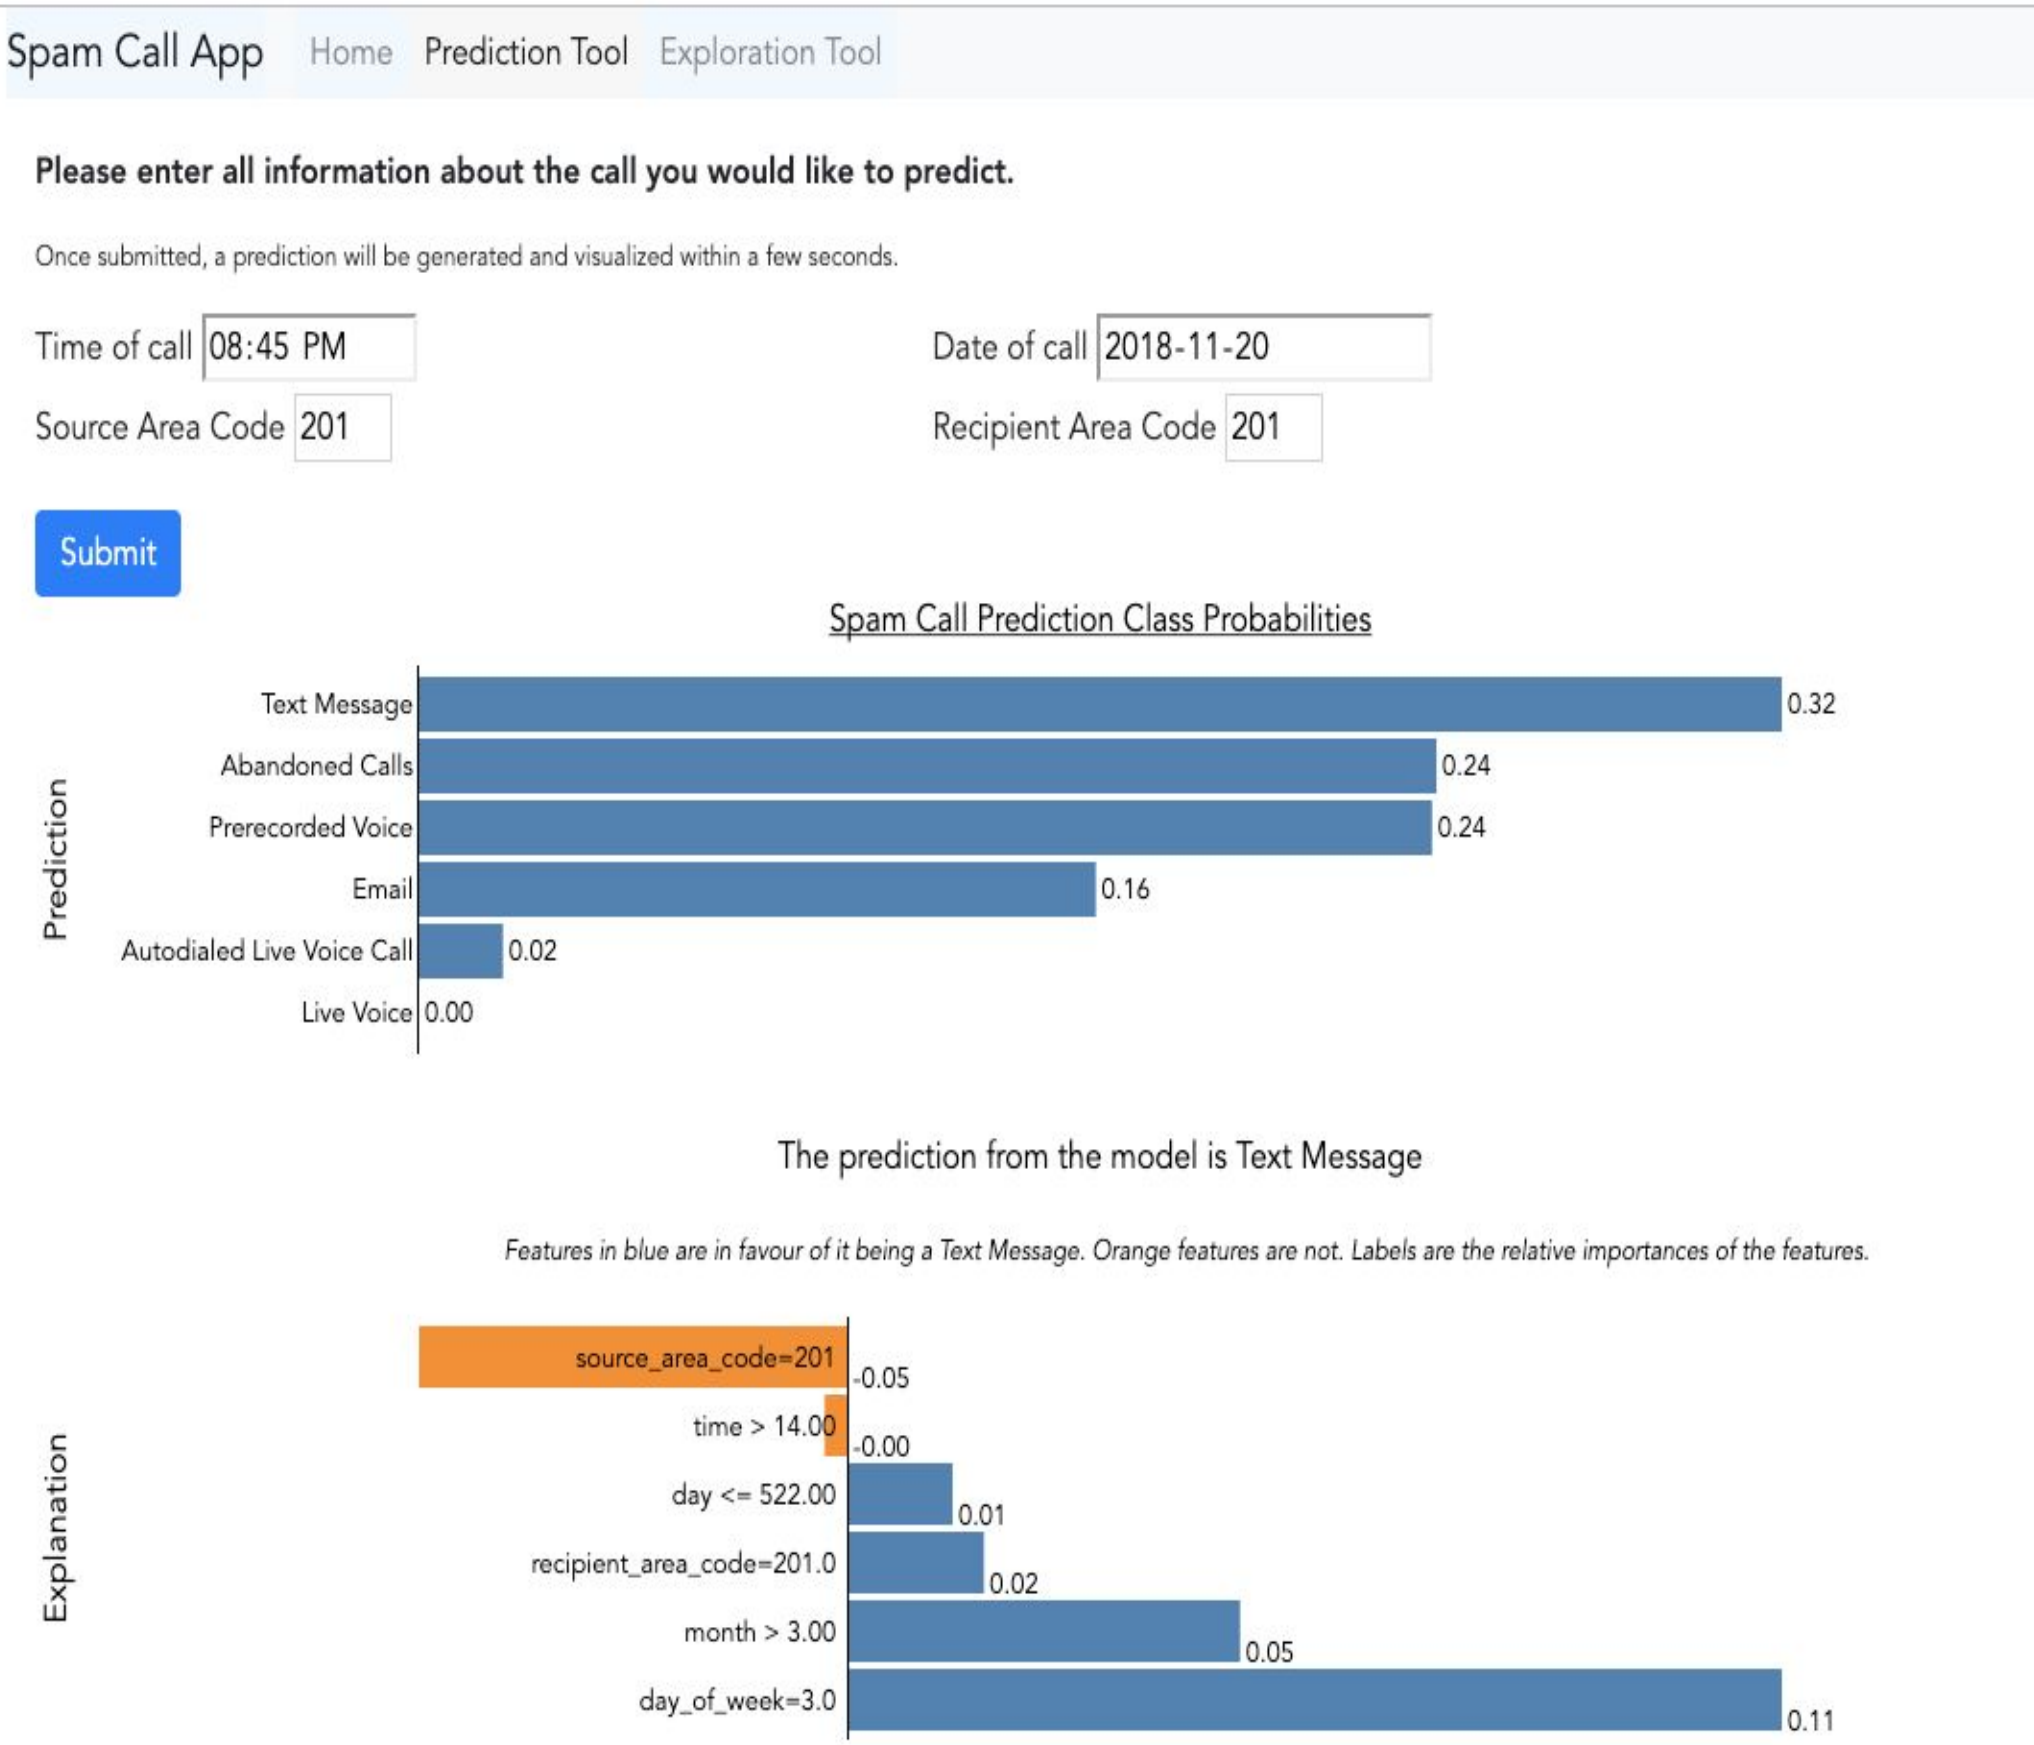 Spam Call App Home Prediction Tool Exploration Tool
Please enter all information about the call you would like to predict.
Once submitted, a prediction will be generated and visualized within a few seconds.
Time of call 08:45 PM Date of call 2018-11-20
Source Area Code 201 Recipient Area Code 201
Submit
Spam Call Prediction Class Probabilities
Prediction
Text Message 0.32
Abandoned Calls 0.24
Prerecorded Voice 0.24
Email 0.16
Autodialed Live Voice Call 0.02
Live Voice 0.00
The prediction from the model is Text Message
Features in blue are in favour of it being a Text Message. Orange features are not. Labels are the relative importances of the features.
Explanation
source_area_code=201 -0.05
time > 14.00 -0.00
day <= 522.00 0.01
recipient_area_code=201.0 0.02
month > 3.00 0.05
day_of_week=3.0 0.11